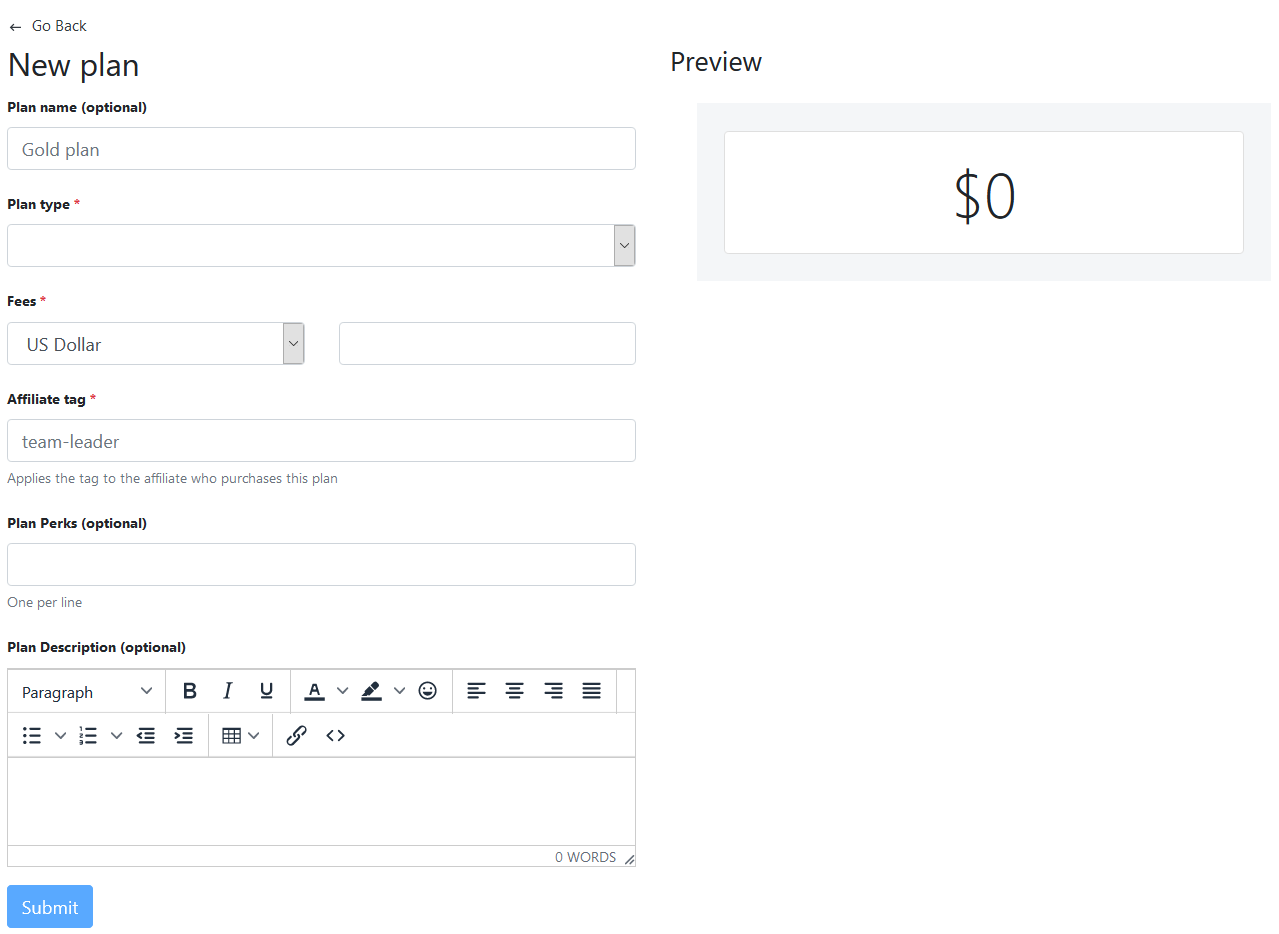 ← Go Back
New plan
Plan name (optional)
Gold plan
Plan type *
Fees *
US Dollar
Affiliate tag *
team-leader
Applies the tag to the affiliate who purchases this plan
Plan Perks (optional)
One per line
Plan Description (optional)
Paragraph B I U A
0 WORDS
Submit
Preview
$0